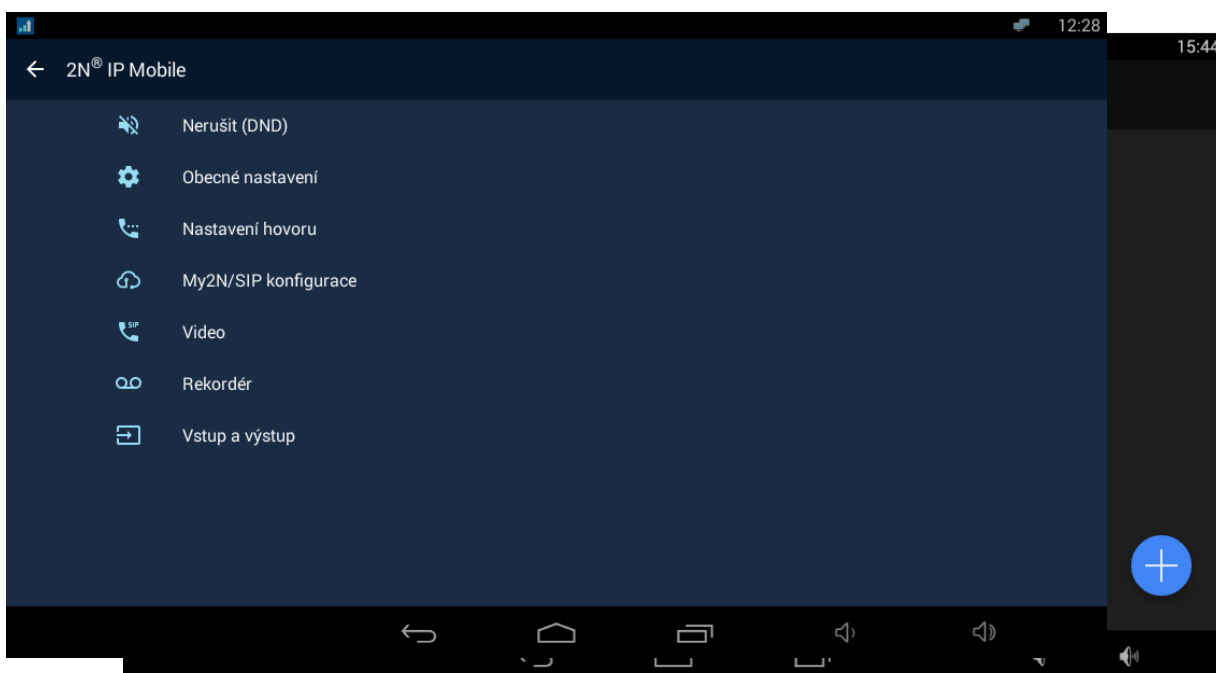 12:28
15:44
2N® IP Mobile
Nerušit (DND)
Obecné nastavení
Nastavení hovoru
My2N/SIP konfigurace
SIP
Video
Rekordér
Vstup a výstup